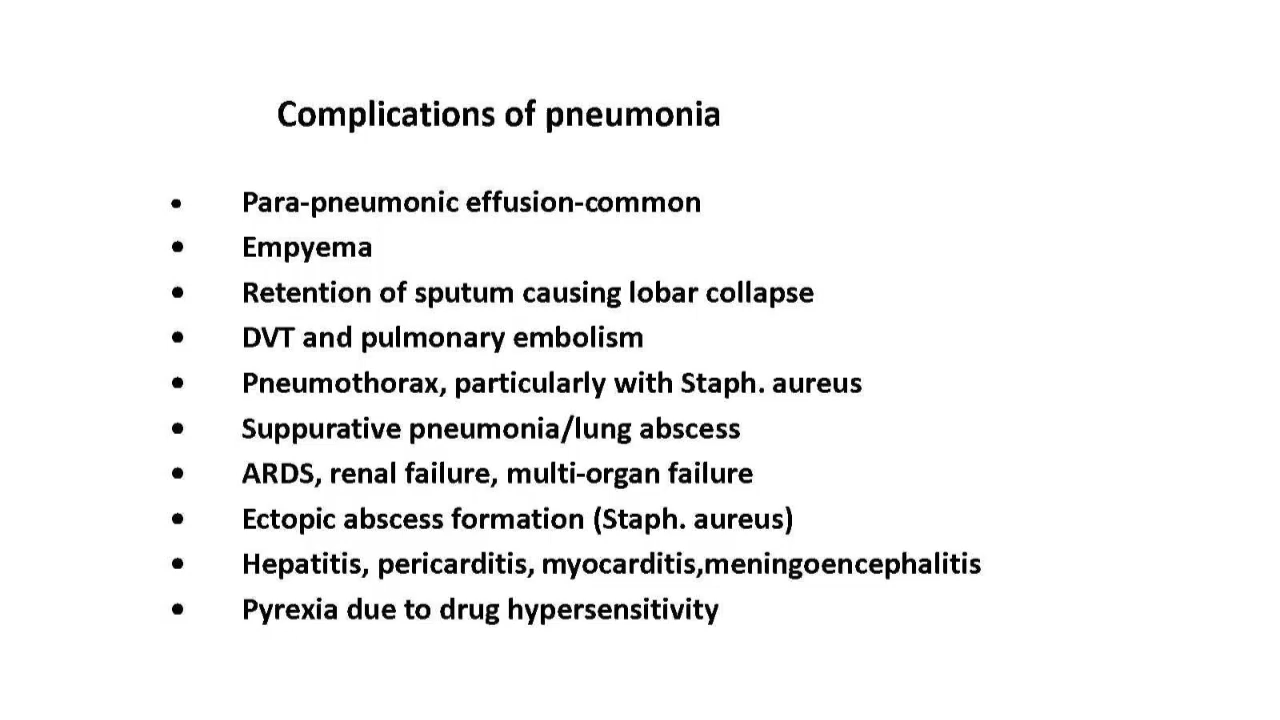 Complications of pneumonia
• Para-pneumonic effusion-common
• Empyema
• Retention of sputum causing lobar collapse
• DVT and pulmonary embolism
• Pneumothorax, particularly with Staph. aureus
• Suppurative pneumonia/lung abscess
• ARDS, renal failure, multi-organ failure
• Ectopic abscess formation (Staph. aureus)
• Hepatitis, pericarditis, myocarditis,meningoencephalitis
• Pyrexia due to drug hypersensitivity